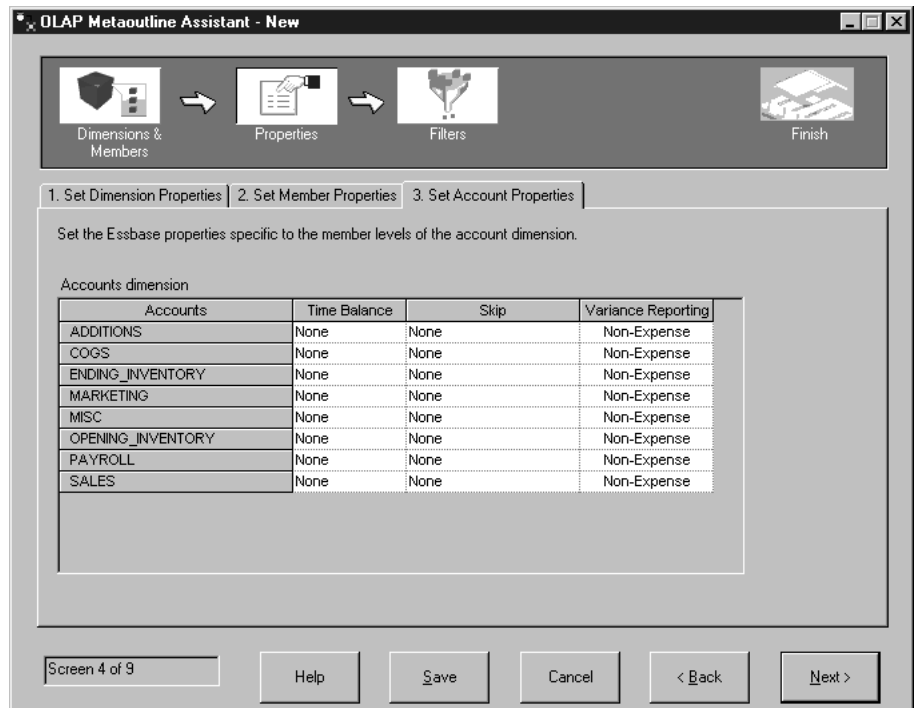 OLAP Metaoutline Assistant - New
Dimensions &
Members
Properties
Filters
Finish
1. Set Dimension Properties
2. Set Member Properties
3. Set Account Properties
Set the Essbase properties specific to the member levels of the account dimension.
Accounts dimension
Accounts Time Balance Skip Variance Reporting
ADDITIONS None None Non-Expense
COGS None None Non-Expense
ENDING_INVENTORY None None Non-Expense
MARKETING None None Non-Expense
MISC None None Non-Expense
OPENING_INVENTORY None None Non-Expense
PAYROLL None None Non-Expense
SALES None None Non-Expense
Screen 4 of 9
Help
Save
Cancel
< Back
Next >